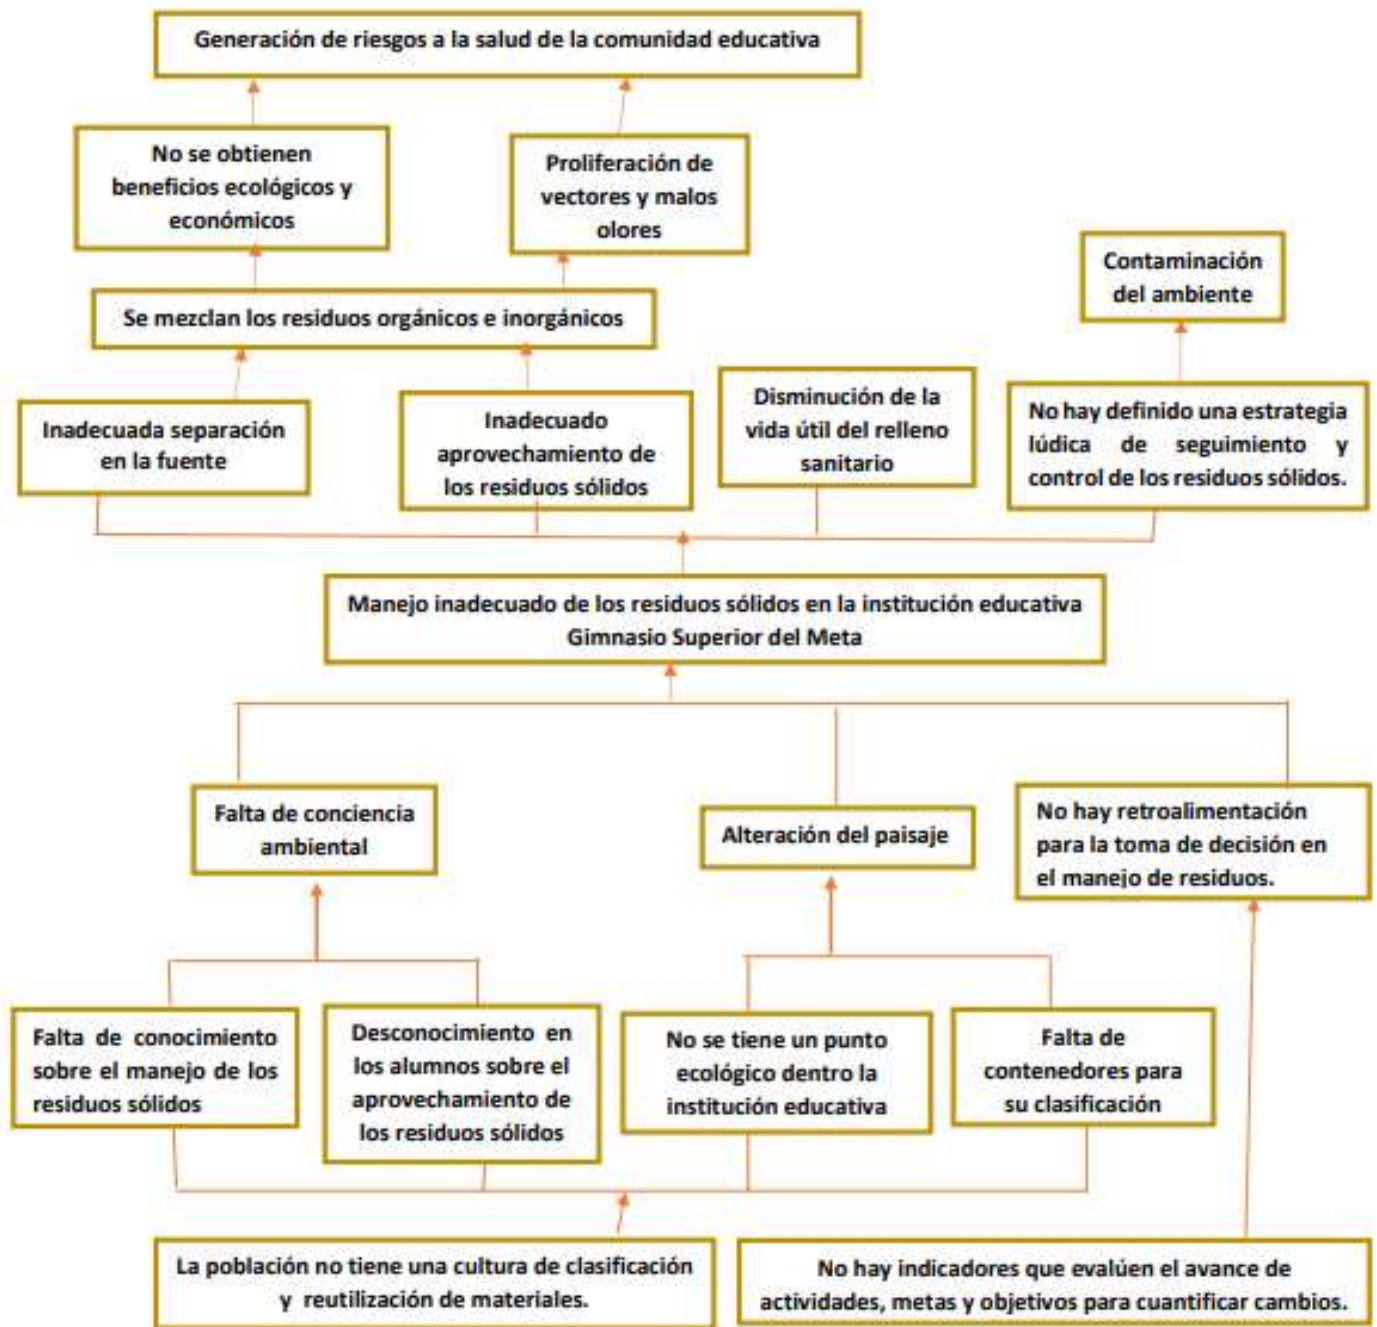 Generación de riesgos a la salud de la comunidad educativa
No se obtienen
beneficios ecológicos y
económicos
Proliferación de
vectores y malos
olores
Contaminación
del ambiente
Se mezclan los residuos orgánicos e inorgánicos
Inadecuada separación
en la fuente
Inadecuado
aprovechamiento de
los residuos sólidos
Disminución de la
vida útil del relleno
sanitario
No hay definido una estrategia
lúdica de seguimiento y
control de los residuos sólidos.
Manejo inadecuado de los residuos sólidos en la institución educativa
Gimnasio Superior del Meta
Falta de conciencia
ambiental
Alteración del paisaje
No hay retroalimentación
para la toma de decisión en
el manejo de residuos.
Falta de conocimiento
sobre el manejo de los
residuos sólidos
Desconocimiento en
los alumnos sobre el
aprovechamiento de
los residuos sólidos
No se tiene un punto
ecológico dentro la
institución educativa
Falta de
contenedores para
su clasificación
La población no tiene una cultura de clasificación
y reutilización de materiales.
No hay indicadores que evalúen el avance de
actividades, metas y objetivos para cuantificar cambios.